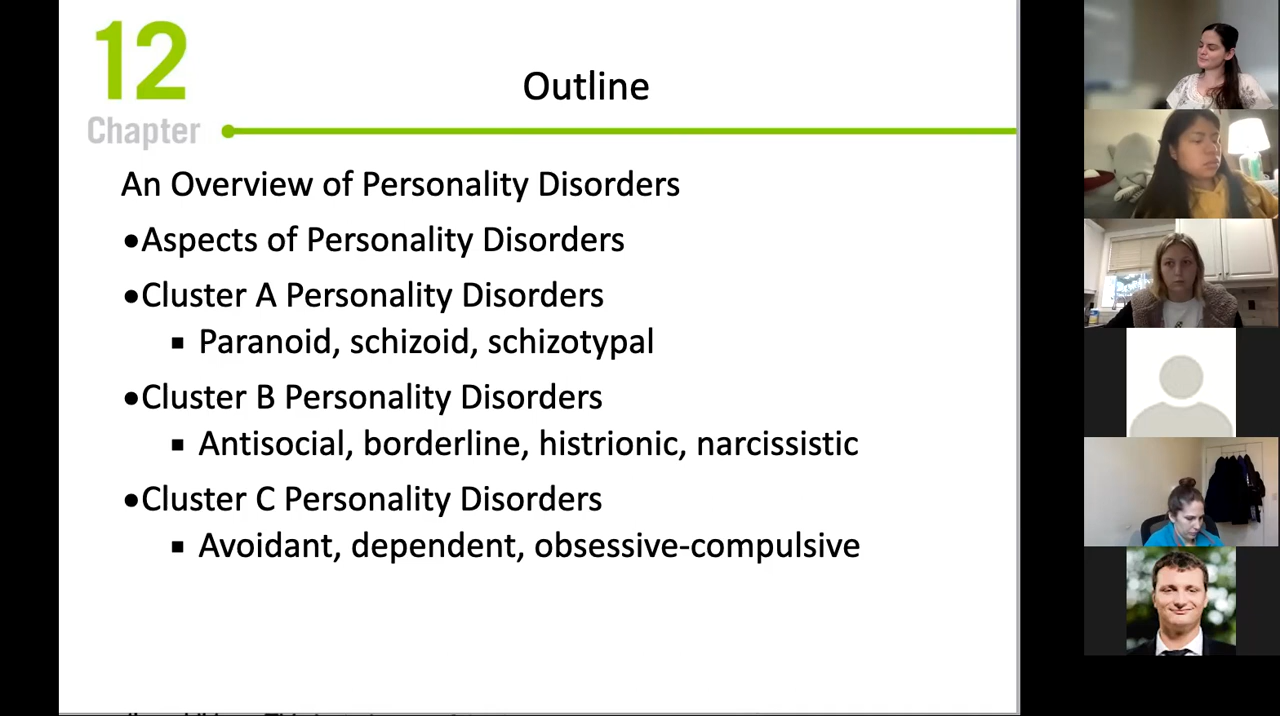 12
Chapter
Outline
An Overview of Personality Disorders
•Aspects of Personality Disorders
•Cluster A Personality Disorders
▪ Paranoid, schizoid, schizotypal
•Cluster B Personality Disorders
▪ Antisocial, borderline, histrionic, narcissistic
•Cluster C Personality Disorders
▪ Avoidant, dependent, obsessive-compulsive